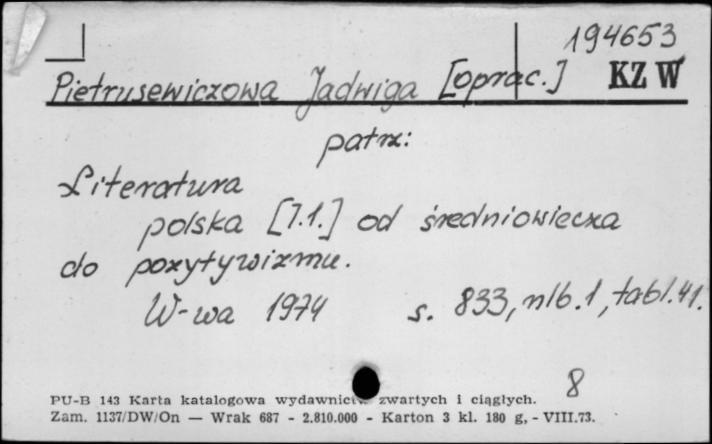 194653
Pietrusewiczowa Jadwiga [oprac.] KZ W
patrz:
Literatura
polska [T.1.] od średniowiecza
do pozytywizmu.
W-wa 1974 s. 833, nlb. 1, tabl. 41.
8
PU-B 143 Karta katalogowa wydawnictw zwartych i ciągłych.
Zam. 1137/DW/On — Wrak 687 - 2.810.000 - Karton 3 kl. 180 g, - VIII.73.